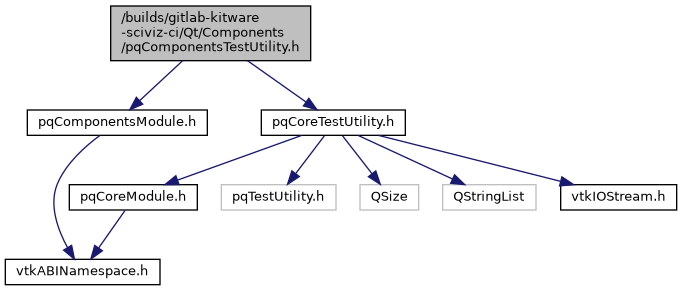 /builds/gitlab-kitware
-sciviz-ci/Qt/Components
/pqComponentsTestUtility.h
pqComponentsModule.h
pqCoreTestUtility.h
pqCoreModule.h
pqTestUtility.h
QSize
QStringList
vtkIOStream.h
vtkABINamespace.h